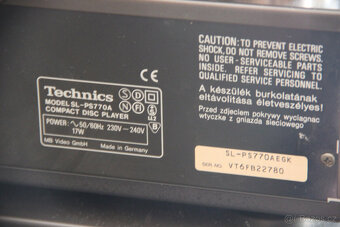 Technics
MODEL SL-PS770A
COMPACT DISC PLAYER
S D N FI
POWER: ∿50/60Hz 230V-240V
17W
MB Video GmbH
Made in Germany
CE
CAUTION: TO PREVENT ELECTRIC
SHOCK, DO NOT REMOVE SCREWS.
NO USER-SERVICEABLE PARTS
INSIDE. REFER SERVICING TO
QUALIFIED SERVICE PERSONNEL.
A készülék burkolatának
eltávolítása életveszélyes!
Przed zdjęciem pokrywy wyciągnąć
wtyczkę z gniazda sieciowego
SL-PS770AEGK
SER.NO. VT6FB22780